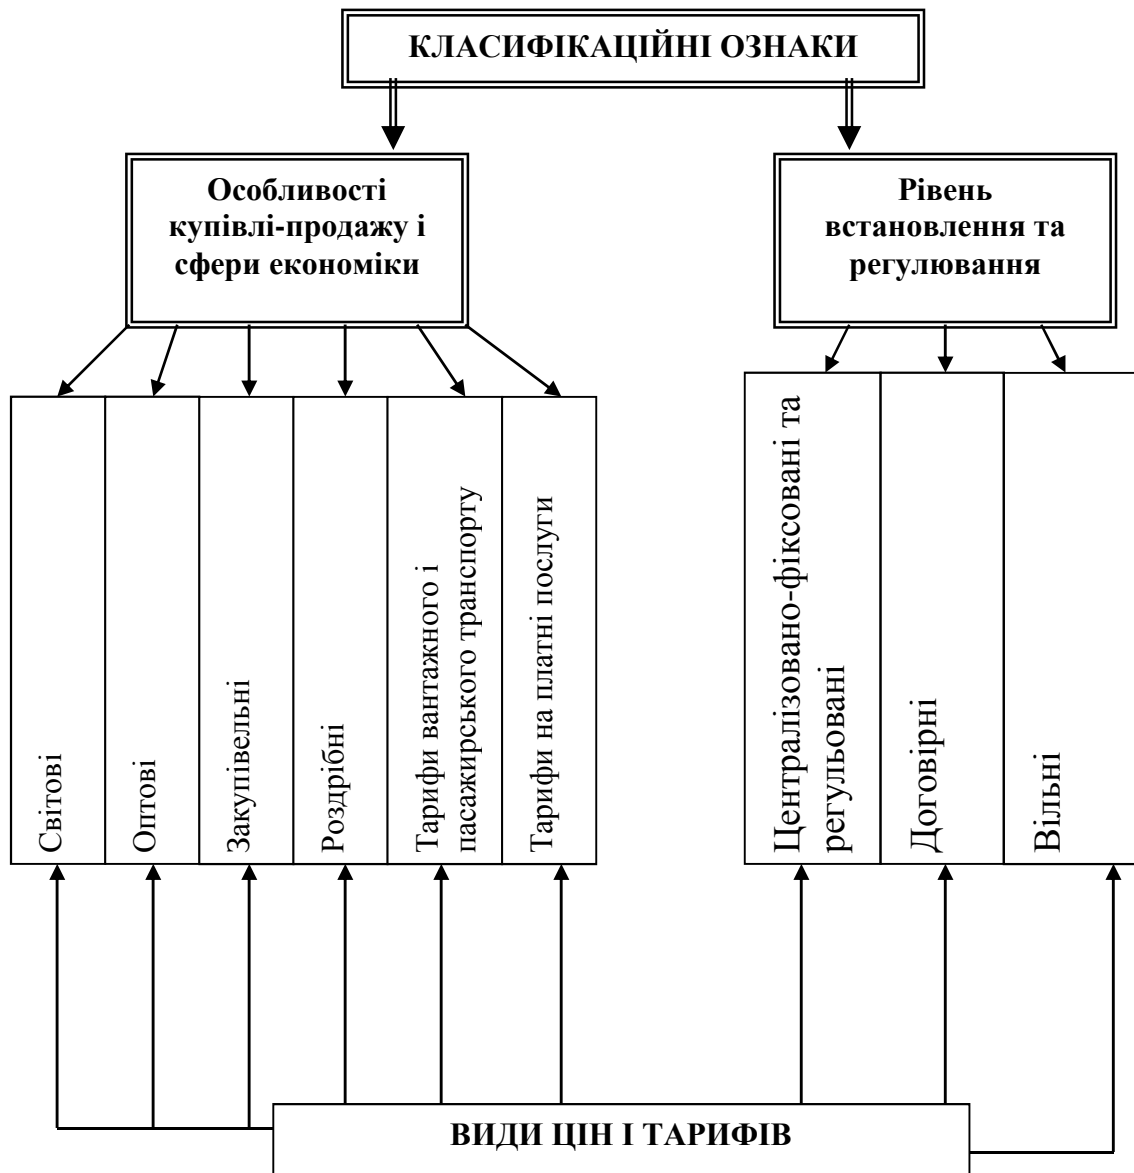 КЛАСИФІКАЦІЙНІ ОЗНАКИ
Особливості
купівлі-продажу і
сфери економіки
Рівень
встановлення та
регулювання
Світові
Оптові
Закупівельні
Роздрібні
Тарифи вантажного і
пасажирського транспорту
Тарифи на платні послуги
Централізовано-фіксовані та
регульовані
Договірні
Вільні
ВИДИ ЦІН І ТАРИФІВ